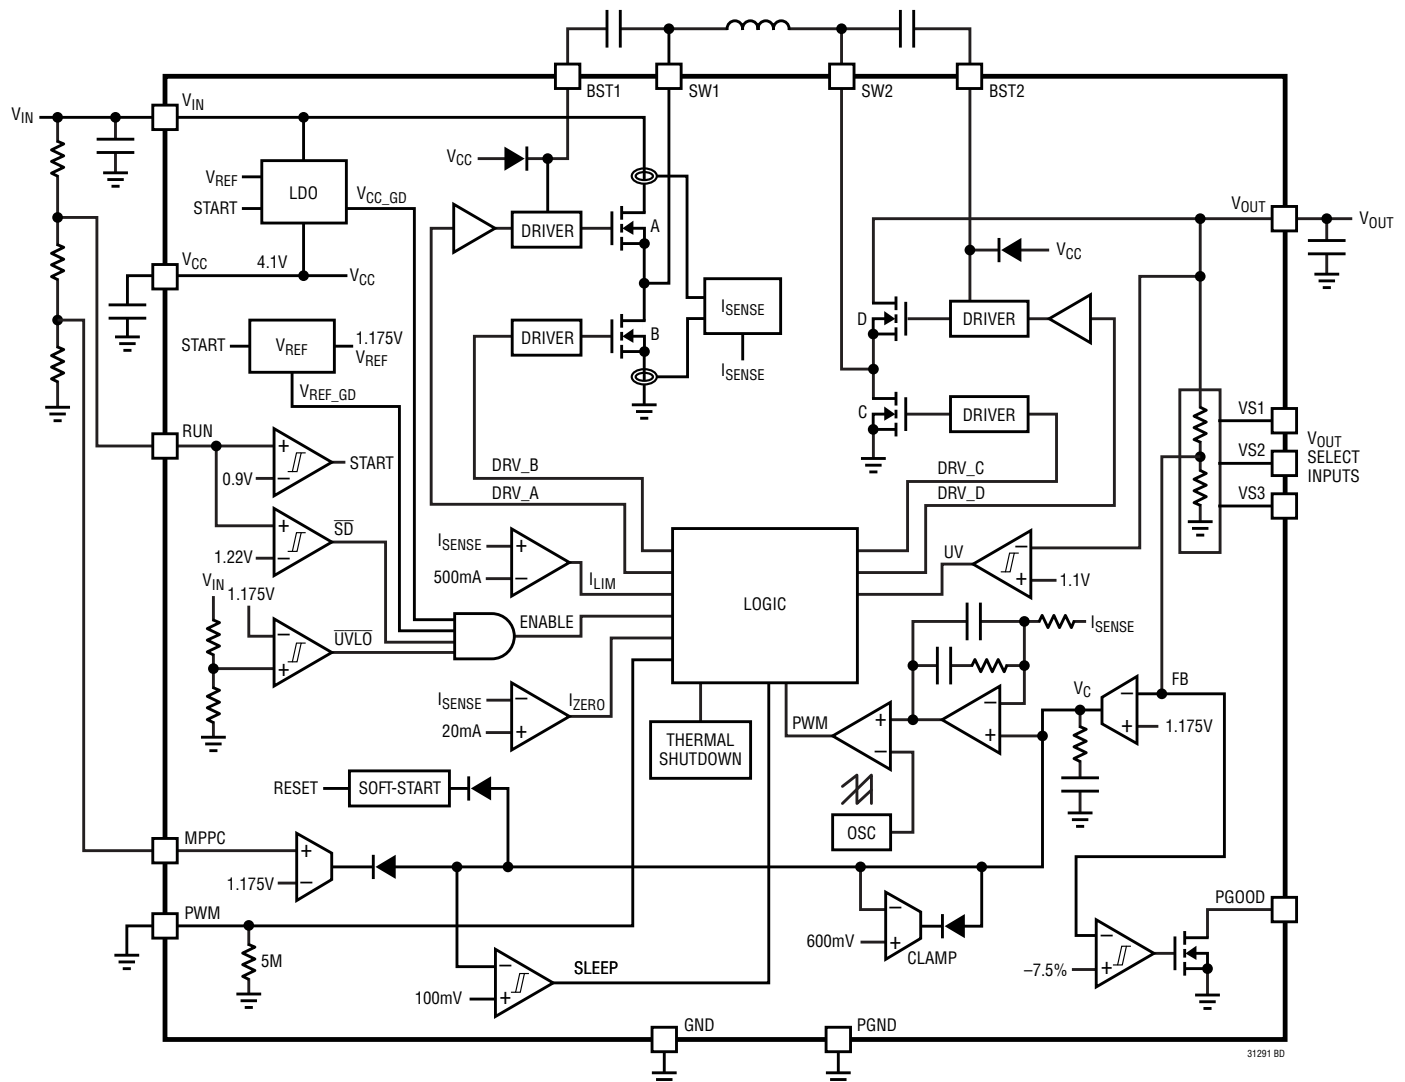 BST1
SW1
SW2
BST2
VIN
VIN
VCC
VREF
START
LDO
VCC_GD
DRIVER
A
VOUT
VOUT
VCC
VCC
4.1V
VCC
ISENSE
D
DRIVER
START
VREF
1.175V
VREF
DRIVER
B
ISENSE
VREF_GD
C
DRIVER
VS1
VS2
VS3
VOUT
SELECT
INPUTS
RUN
+
–
0.9V
START
DRV_B
DRV_A
DRV_C
DRV_D
+
–
1.22V
SD
ISENSE
500mA
+
–
ILIM
LOGIC
UV
–
+
1.1V
VIN
1.175V
–
+
UVLO
ENABLE
ISENSE
ISENSE
20mA
–
+
IZERO
THERMAL
SHUTDOWN
PWM
+
–
–
+
VC
–
+
FB
1.175V
RESET
SOFT-START
OSC
MPPC
+
–
1.175V
PWM
5M
–
+
100mV
SLEEP
600mV
–
+
CLAMP
PGOOD
–
+
–7.5%
GND
PGND
31291 BD